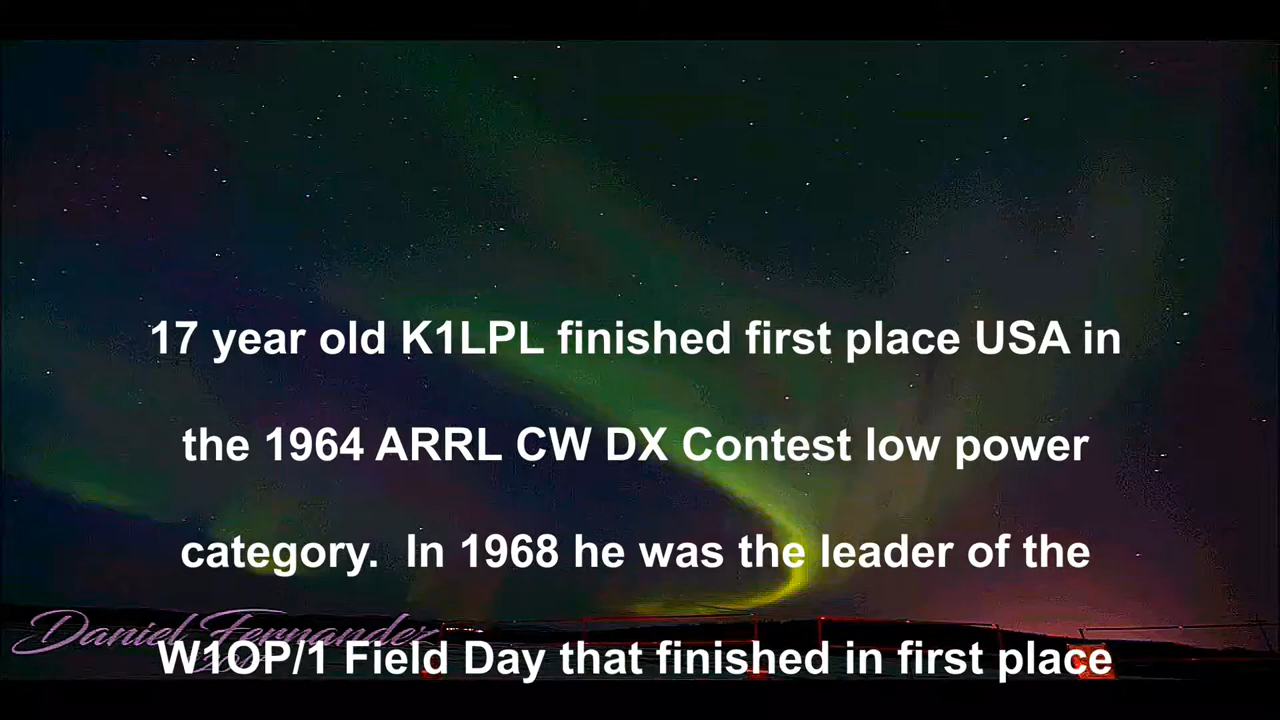 17 year old K1LPL finished first place USA in
the 1964 ARRL CW DX Contest low power
category.  In 1968 he was the leader of the
Daniel Fernandez
W1OP/1 Field Day that finished in first place